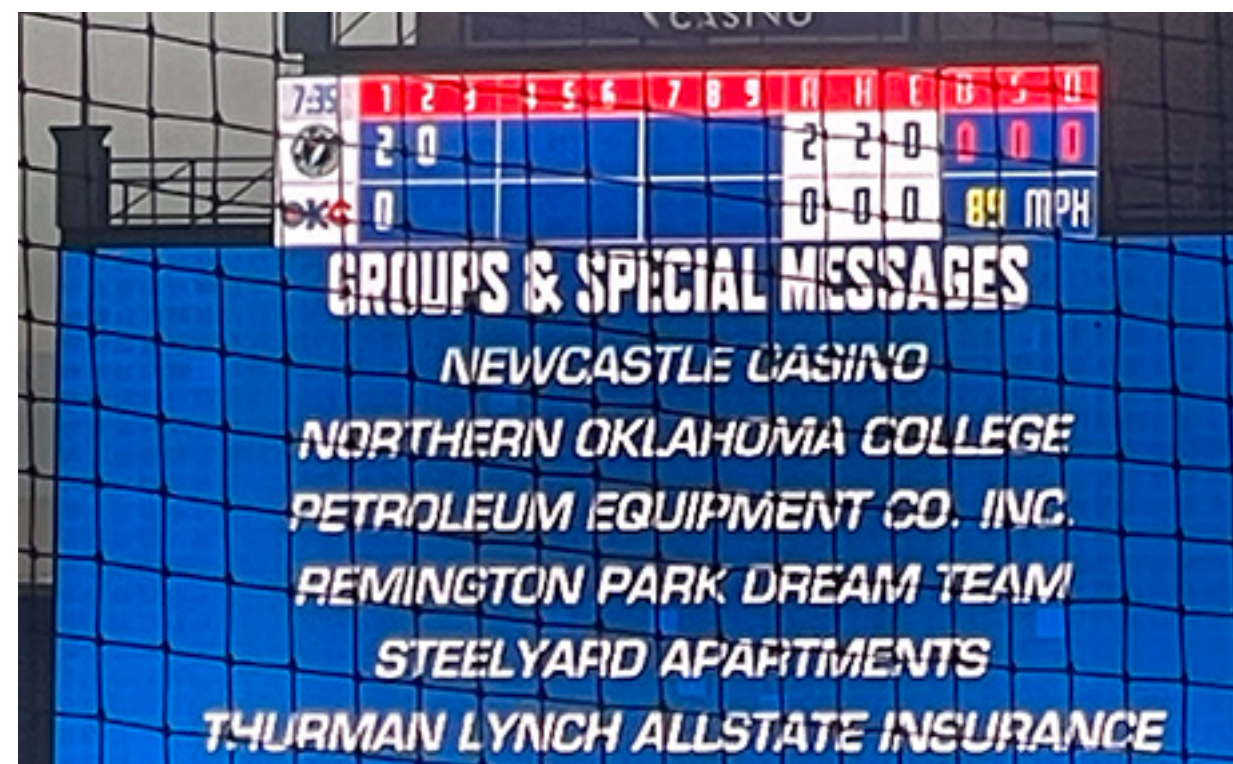 CASINO
7:35 1 2 3 4 5 6 7 8 9 R H E B S O
2 0 2 2 0 0 0 0
OKC 0 0 0 0 89 MPH
GROUPS & SPECIAL MESSAGES
NEWCASTLE CASINO
NORTHERN OKLAHOMA COLLEGE
PETROLEUM EQUIPMENT CO. INC.
REMINGTON PARK DREAM TEAM
STEELYARD APARTMENTS
THURMAN LYNCH ALLSTATE INSURANCE